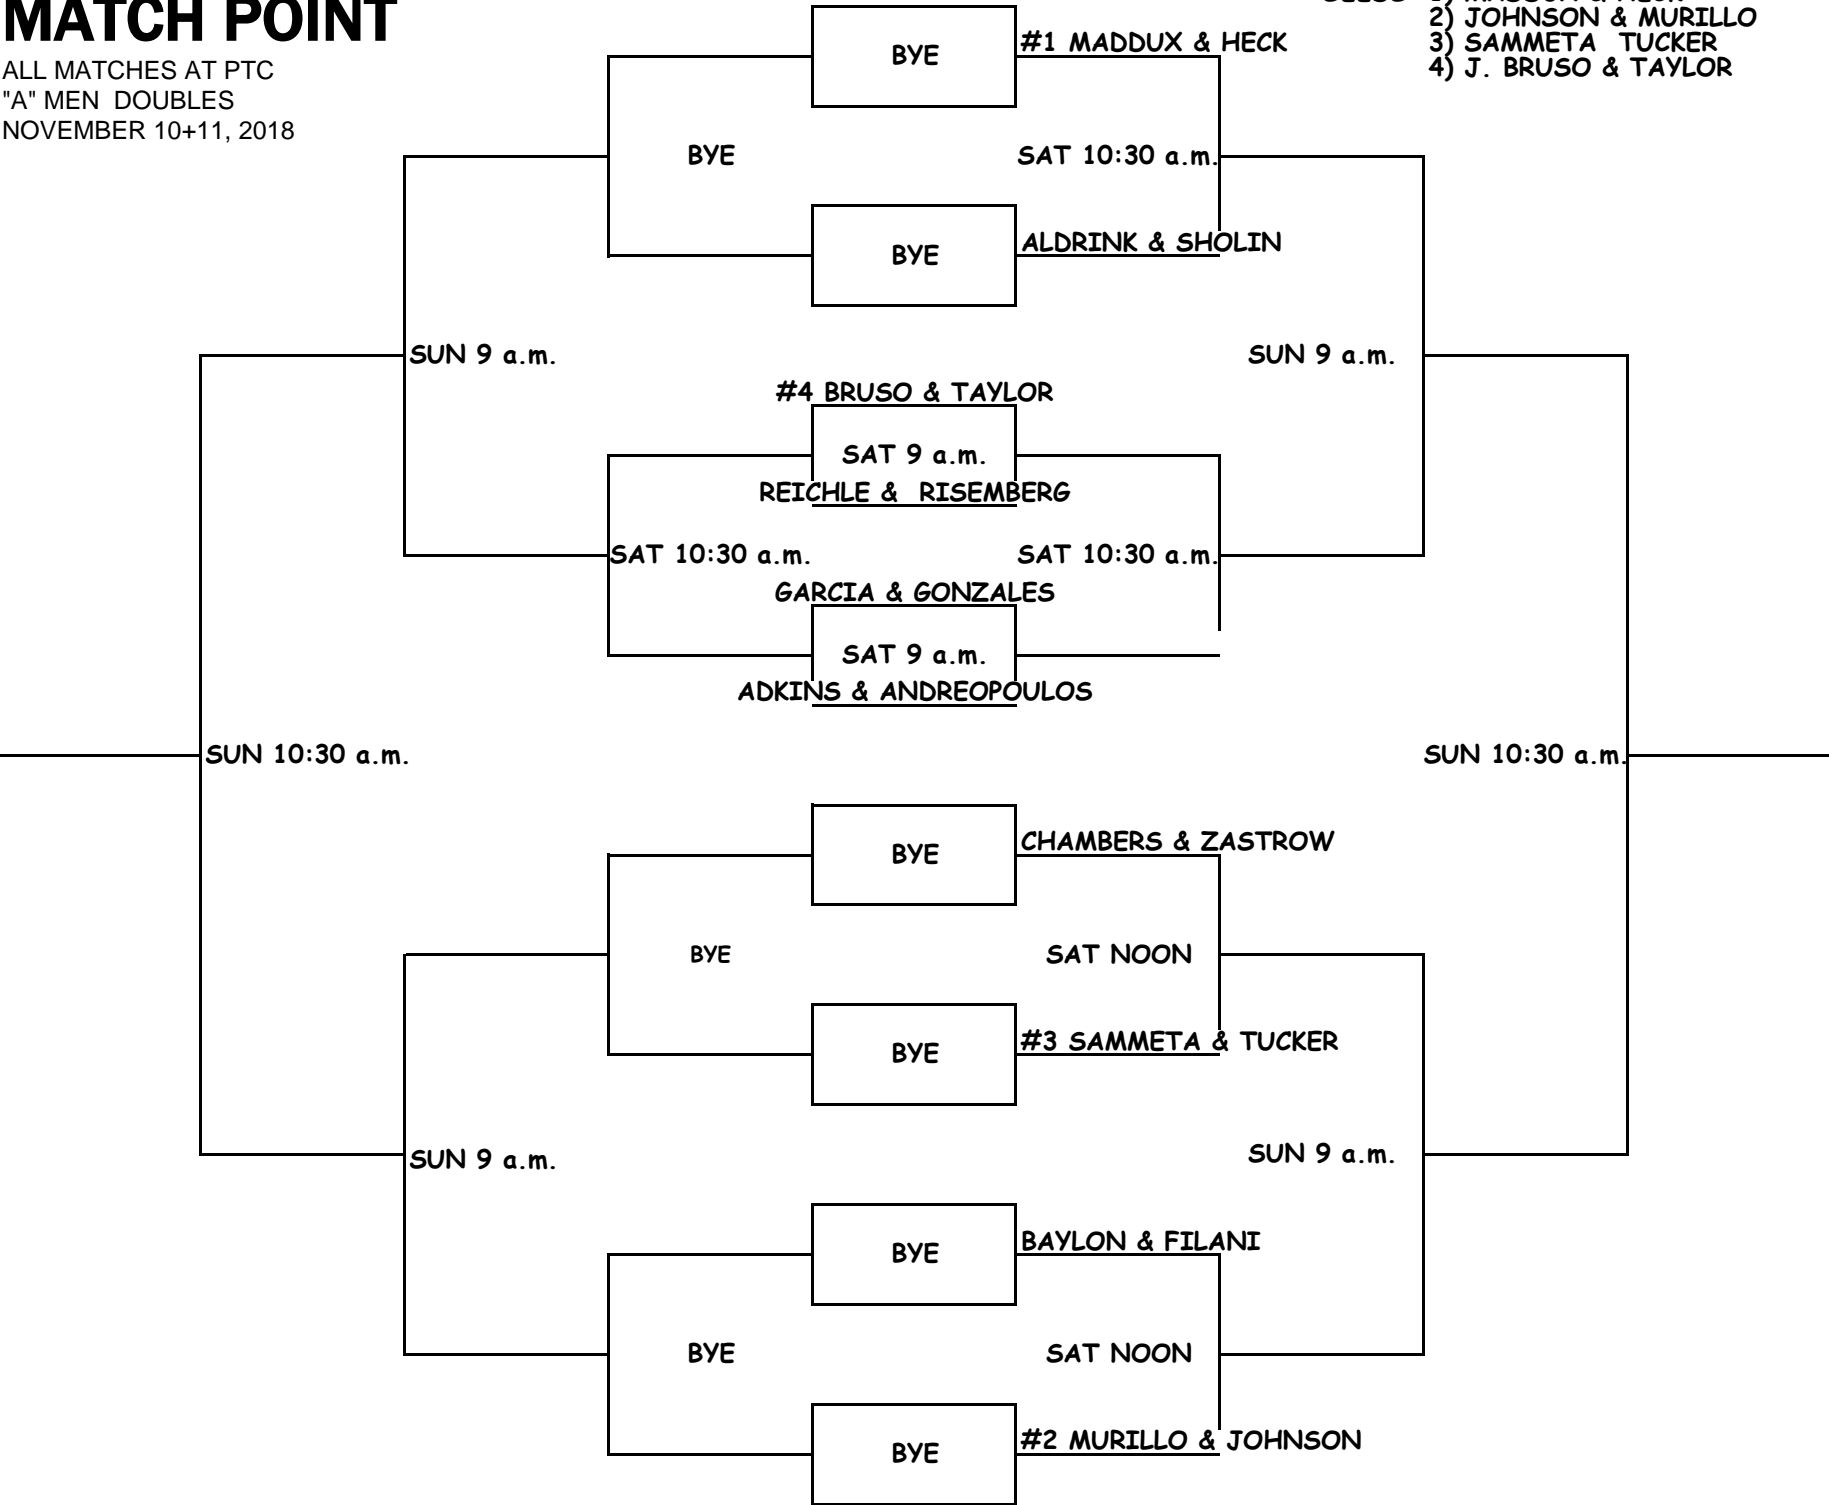 MATCH POINT
ALL MATCHES AT PTC
"A" MEN DOUBLES
NOVEMBER 10+11, 2018
2) JOHNSON & MURILLO
3) SAMMETA TUCKER
4) J. BRUSO & TAYLOR
BYE
#1 MADDUX & HECK
BYE
SAT 10:30 a.m.
BYE
ALDRINK & SHOLIN
SUN 9 a.m.
SUN 9 a.m.
#4 BRUSO & TAYLOR
SAT 9 a.m.
REICHLE & RISEMBERG
SAT 10:30 a.m.
SAT 10:30 a.m.
GARCIA & GONZALES
SAT 9 a.m.
ADKINS & ANDREOPOULOS
SUN 10:30 a.m.
SUN 10:30 a.m.
BYE
CHAMBERS & ZASTROW
BYE
SAT NOON
BYE
#3 SAMMETA & TUCKER
SUN 9 a.m.
SUN 9 a.m.
BYE
BAYLON & FILANI
BYE
SAT NOON
BYE
#2 MURILLO & JOHNSON